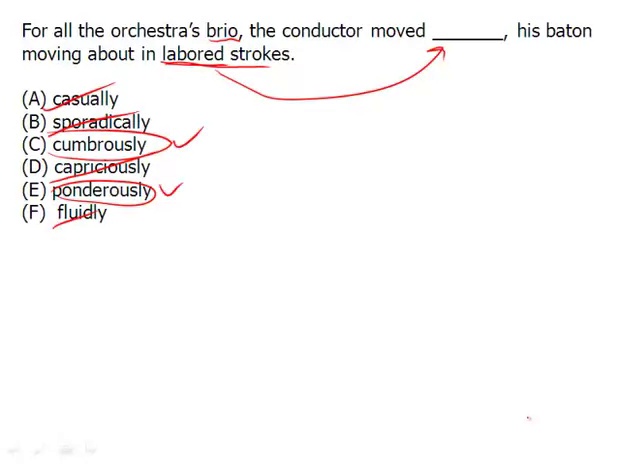 For all the orchestra's brio, the conductor moved _______, his baton
moving about in labored strokes.
(A) casually
(B) sporadically
(C) cumbrously
(D) capriciously
(E) ponderously
(F) fluidly